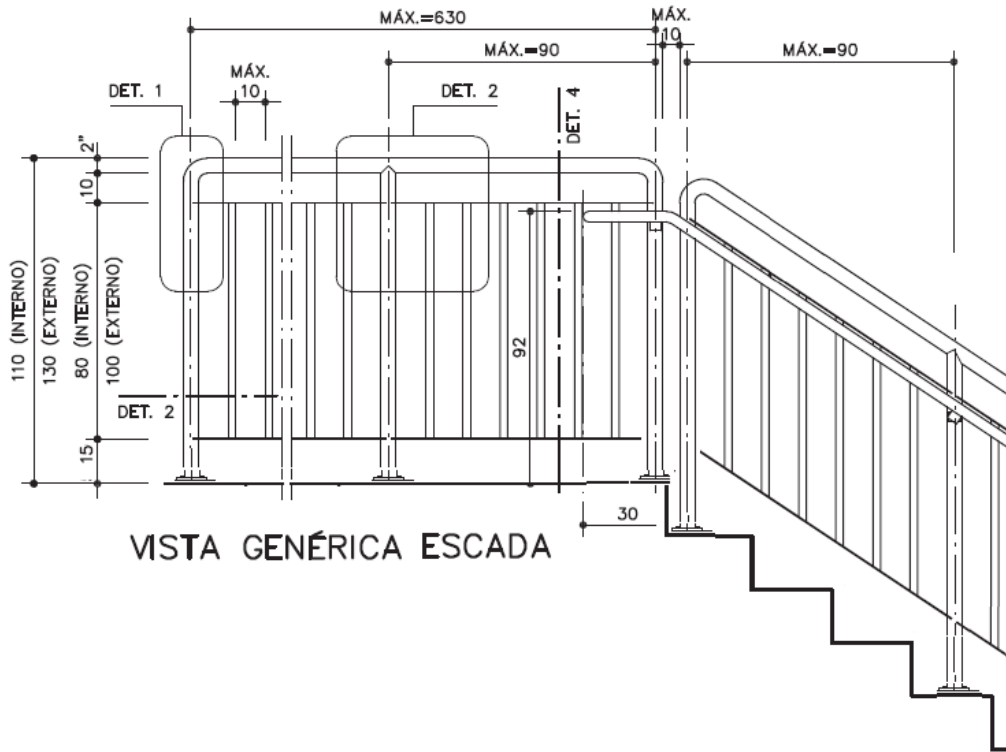 MÁX.=630
MÁX.
10
MÁX.=90
MÁX.=90
MÁX.
10
DET. 1
DET. 2
DET. 4
2"
10
110 (INTERNO)
130 (EXTERNO)
80 (INTERNO)
100 (EXTERNO)
92
DET. 2
15
30
VISTA GENÉRICA ESCADA